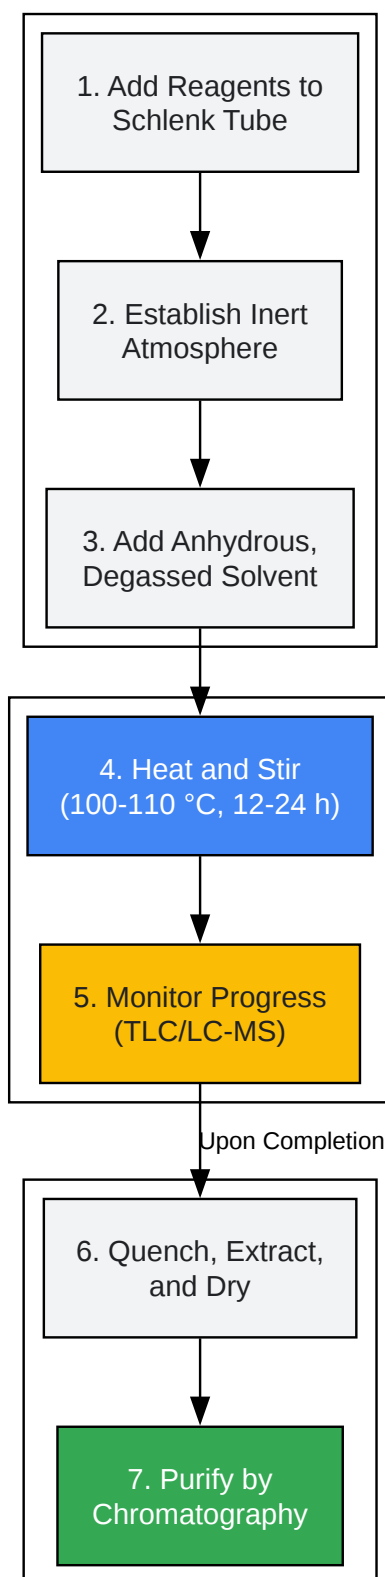 1. Add Reagents to
Schlenk Tube
2. Establish Inert
Atmosphere
3. Add Anhydrous,
Degassed Solvent
4. Heat and Stir
(100-110 °C, 12-24 h)
5. Monitor Progress
(TLC/LC-MS)
Upon Completion
6. Quench, Extract,
and Dry
7. Purify by
Chromatography